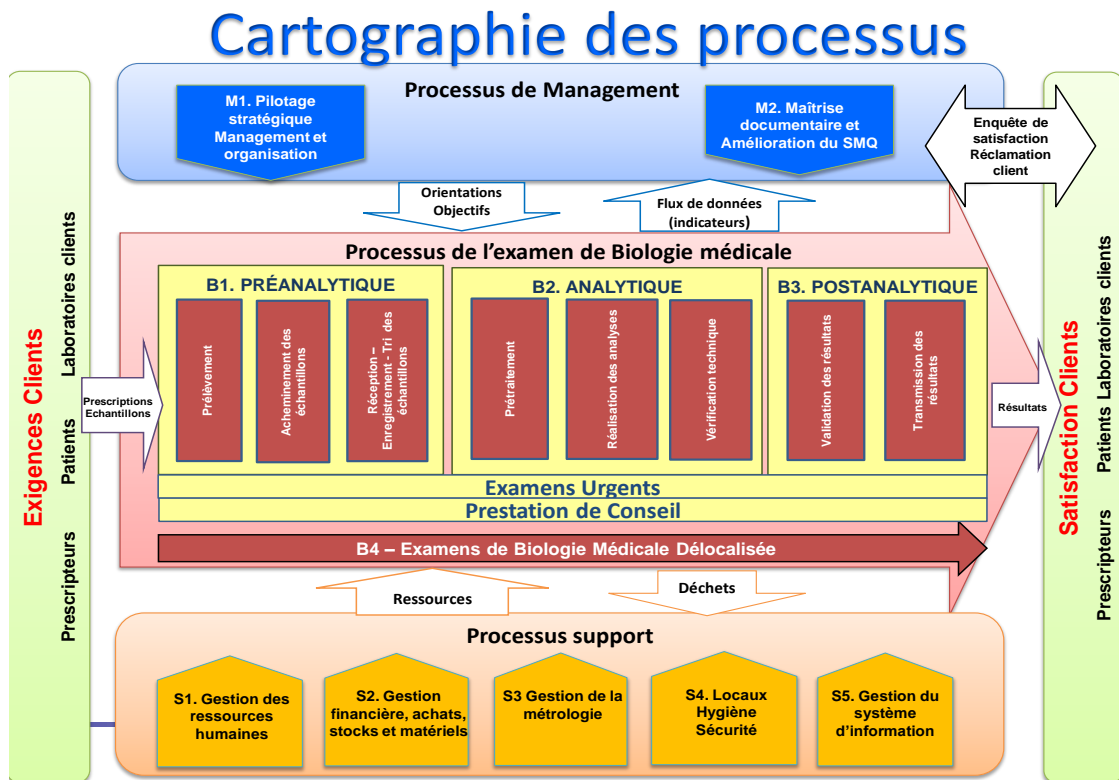 Cartographie des processus
Processus de Management
M1. Pilotage
stratégique
Management et
organisation
M2. Maîtrise
documentaire et
Amélioration du SMQ
Enquête de
satisfaction
Réclamation
client
Orientations
Objectifs
Flux de données
(indicateurs)
Exigences Clients
Prescripteurs
Patients
Laboratoires clients
Prescriptions
Echantillons
Processus de l'examen de Biologie médicale
B1. PRÉANALYTIQUE
Prélèvement
Acheminement des
échantillons
Réception –
Enregistrement - Tri des
échantillons
B2. ANALYTIQUE
Prétraitement
Réalisation des analyses
Vérification technique
B3. POSTANALYTIQUE
Validation des résultats
Transmission des
résultats
Résultats
Satisfaction Clients
Prescripteurs
Patients
Laboratoires clients
Examens Urgents
Prestation de Conseil
B4 – Examens de Biologie Médicale Délocalisée
Ressources
Déchets
Processus support
S1. Gestion des
ressources
humaines
S2. Gestion
financière, achats,
stocks et matériels
S3 Gestion de la
métrologie
S4. Locaux
Hygiène
Sécurité
S5. Gestion du
système
d'information